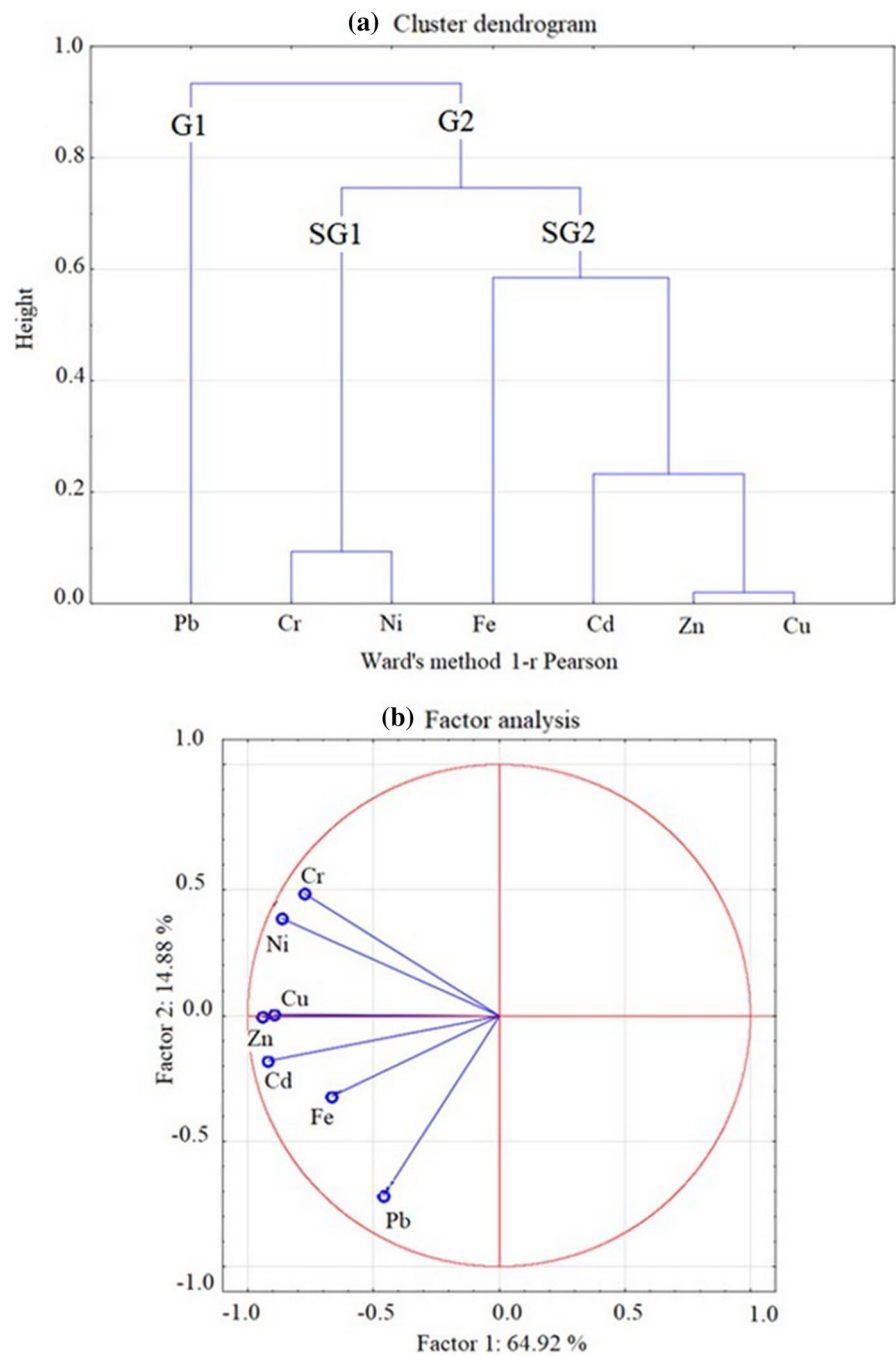 (a) Cluster dendrogram
1.0
G1 G2
0.8
SG1 SG2
0.6
Height
0.4
0.2
0.0
Pb Cr Ni Fe Cd Zn Cu
Ward's method 1-r Pearson
(b) Factor analysis
1.0
Cr
0.5
Ni
Cu
0.0
Zn
Cd
Factor 2: 14.88 %
Fe
-0.5
Pb
-1.0
-1.0 -0.5 0.0 0.5 1.0
Factor 1: 64.92 %